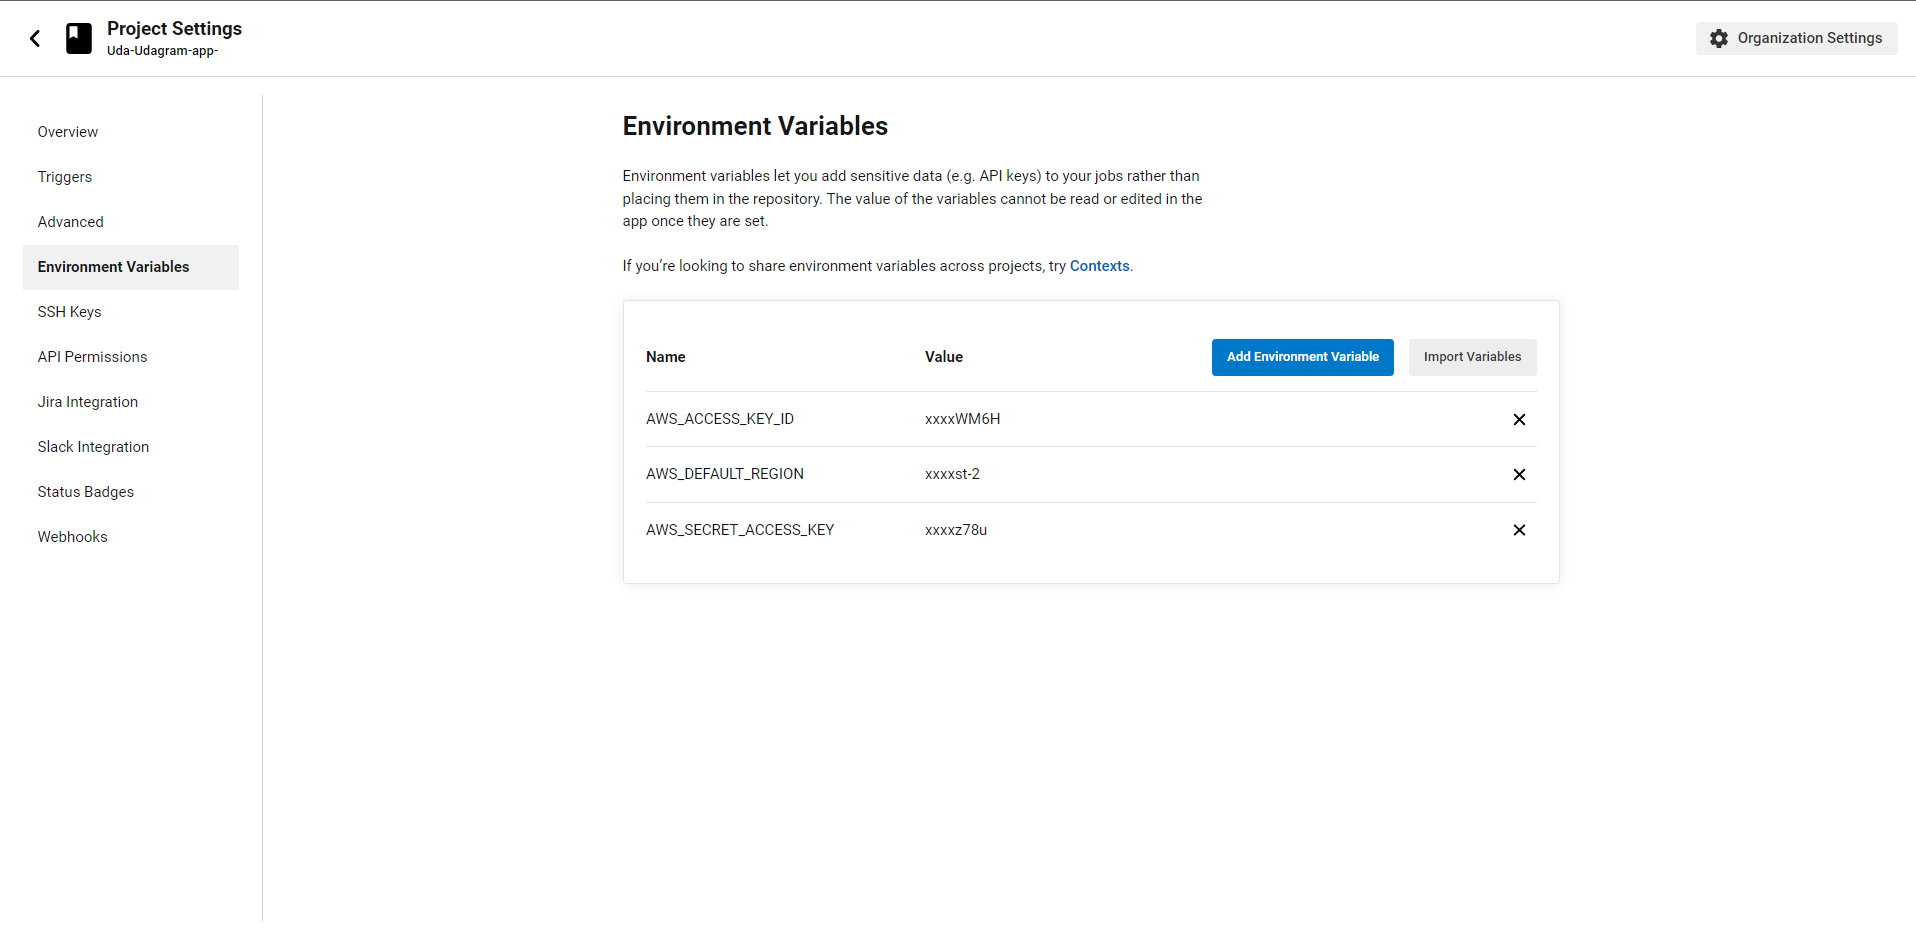 Project Settings
Uda-Udagram-app-
Organization Settings
Overview
Triggers
Advanced
Environment Variables
SSH Keys
API Permissions
Jira Integration
Slack Integration
Status Badges
Webhooks
Environment Variables
Environment variables let you add sensitive data (e.g. API keys) to your jobs rather than
placing them in the repository. The value of the variables cannot be read or edited in the
app once they are set.
If you’re looking to share environment variables across projects, try Contexts.
Name Value Add Environment Variable Import Variables
AWS_ACCESS_KEY_ID xxxxWM6H
AWS_DEFAULT_REGION xxxxst-2
AWS_SECRET_ACCESS_KEY xxxxz78u